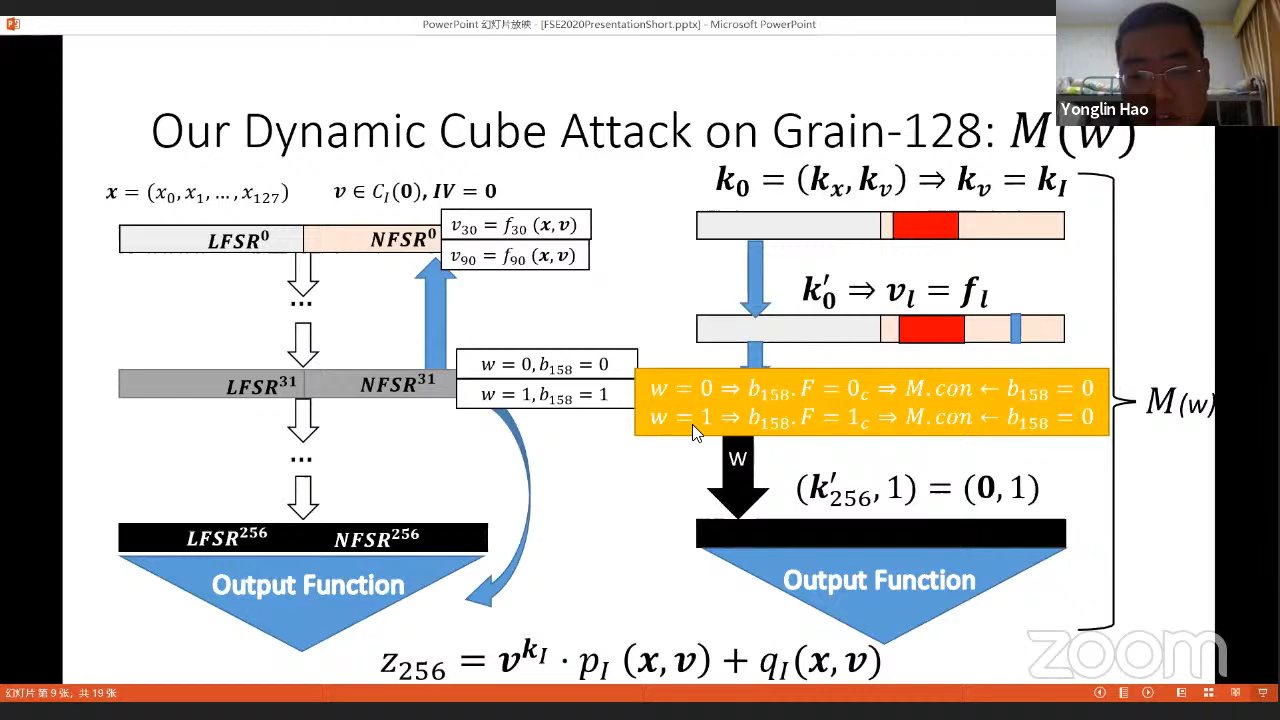 PowerPoint 幻灯片放映 - [FSE2020PresentationShort.pptx] - Microsoft PowerPoint
Yonglin Hao
Our Dynamic Cube Attack on Grain-128: M(w)
x = (x₀, x₁, …, x₁₂₇) v ∈ C_I(0), IV = 0
LFSR⁰ NFSR⁰
v₃₀ = f₃₀ (x, v)
v₉₀ = f₉₀ (x, v)
...
LFSR³¹ NFSR³¹
w = 0, b₁₅₈ = 0
w = 1, b₁₅₈ = 1
...
LFSR²⁵⁶ NFSR²⁵⁶
Output Function
k₀ = (kₓ, kᵥ) ⇒ kᵥ = k_I
k′₀ ⇒ v_l = f_l
w = 0 ⇒ b₁₅₈.F = 0_c ⇒ M.con ← b₁₅₈ = 0
w = 1 ⇒ b₁₅₈.F = 1_c ⇒ M.con ← b₁₅₈ = 0
M(w)
w
(k′₂₅₆, 1) = (0, 1)
Output Function
z₂₅₆ = v^{k_I} · p_I (x, v) + q_I(x, v)
zoom
幻灯片 第 9 张，共 19 张